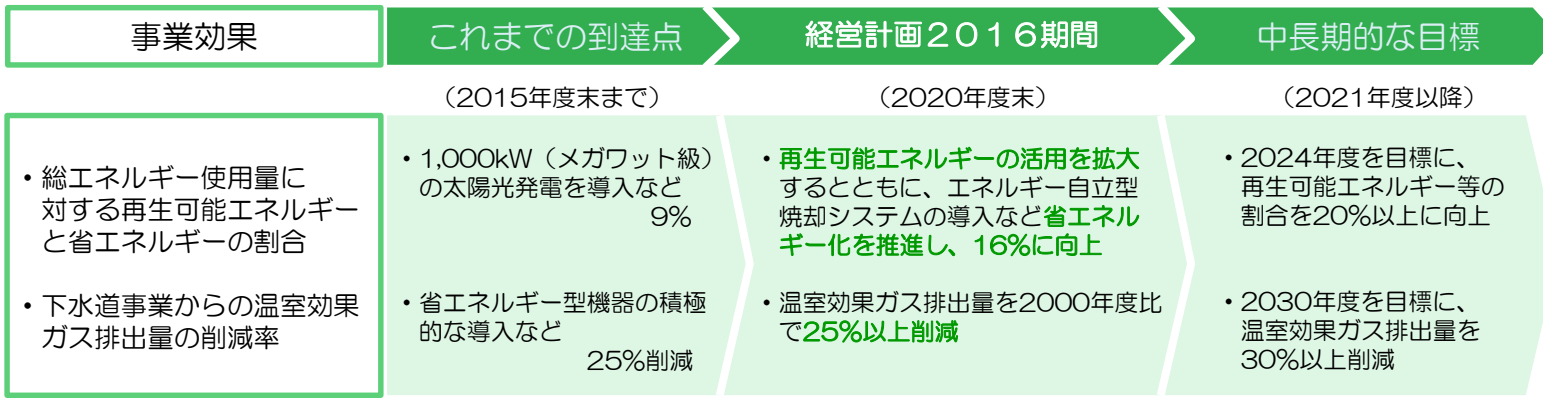 事業効果
これまでの到達点
経営計画２０１６期間
中長期的な目標
（2015年度末まで）
（2020年度末）
（2021年度以降）
・総エネルギー使用量に
対する再生可能エネルギー
と省エネルギーの割合
・1,000kW（メガワット級）
の太陽光発電を導入など
9%
・再生可能エネルギーの活用を拡大
するとともに、エネルギー自立型
焼却システムの導入など省エネル
ギー化を推進し、16%に向上
・2024年度を目標に、
再生可能エネルギー等の
割合を20%以上に向上
・下水道事業からの温室効果
ガス排出量の削減率
・省エネルギー型機器の積極
的な導入など
25%削減
・温室効果ガス排出量を2000年度比
で25%以上削減
・2030年度を目標に、
温室効果ガス排出量を
30%以上削減